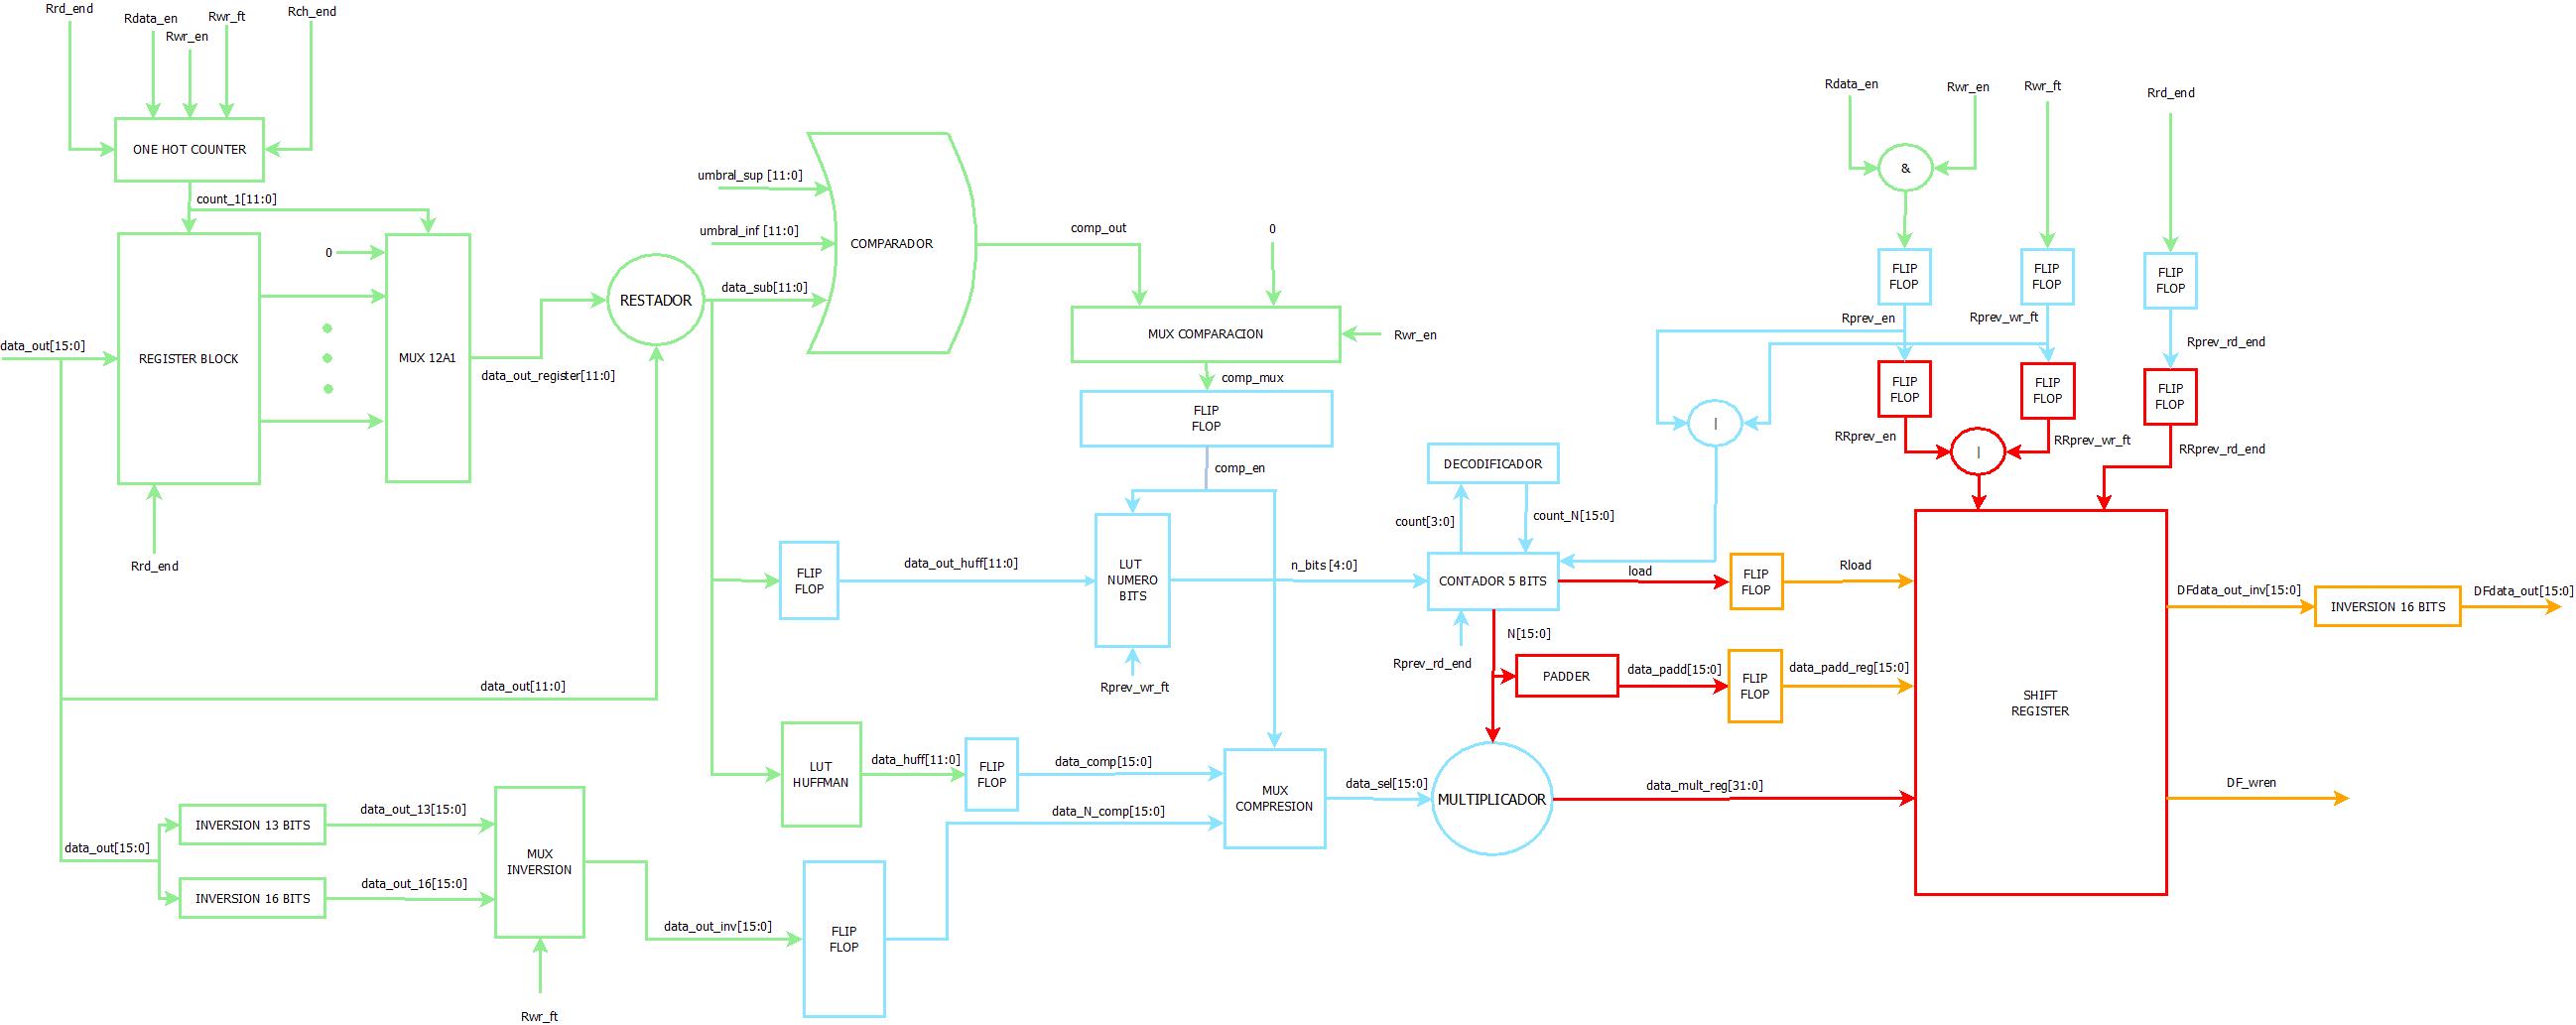 Rrd_end
Rdata_en
Rwr_en
Rwr_ft
Rch_end
ONE HOT COUNTER
count_1[11:0]
data_out[15:0]
REGISTER BLOCK
Rrd_end
0
MUX 12A1
data_out_register[11:0]
RESTADOR
data_out[11:0]
umbral_sup [11:0]
umbral_inf [11:0]
data_sub[11:0]
COMPARADOR
comp_out
0
MUX COMPARACION
Rwr_en
comp_mux
FLIP
FLOP
comp_en
FLIP
FLOP
data_out_huff[11:0]
LUT
NUMERO
BITS
Rprev_wr_ft
n_bits [4:0]
DECODIFICADOR
count[3:0]
count_N[15:0]
CONTADOR 5 BITS
Rprev_rd_end
load
FLIP
FLOP
Rload
N[15:0]
PADDER
data_padd[15:0]
FLIP
FLOP
data_padd_reg[15:0]
LUT
HUFFMAN
data_huff[11:0]
FLIP
FLOP
data_comp[15:0]
data_N_comp[15:0]
MUX
COMPRESION
data_sel[15:0]
MULTIPLICADOR
data_mult_reg[31:0]
data_out[15:0]
INVERSION 13 BITS
data_out_13[15:0]
INVERSION 16 BITS
data_out_16[15:0]
MUX
INVERSION
Rwr_ft
data_out_inv[15:0]
FLIP
FLOP
Rdata_en
Rwr_en
Rwr_ft
Rrd_end
&
FLIP
FLOP
FLIP
FLOP
FLIP
FLOP
Rprev_en
Rprev_wr_ft
Rprev_rd_end
|
FLIP
FLOP
FLIP
FLOP
FLIP
FLOP
RRprev_en
|
RRprev_wr_ft
RRprev_rd_end
SHIFT
REGISTER
DFdata_out_inv[15:0]
INVERSION 16 BITS
DFdata_out[15:0]
DF_wren